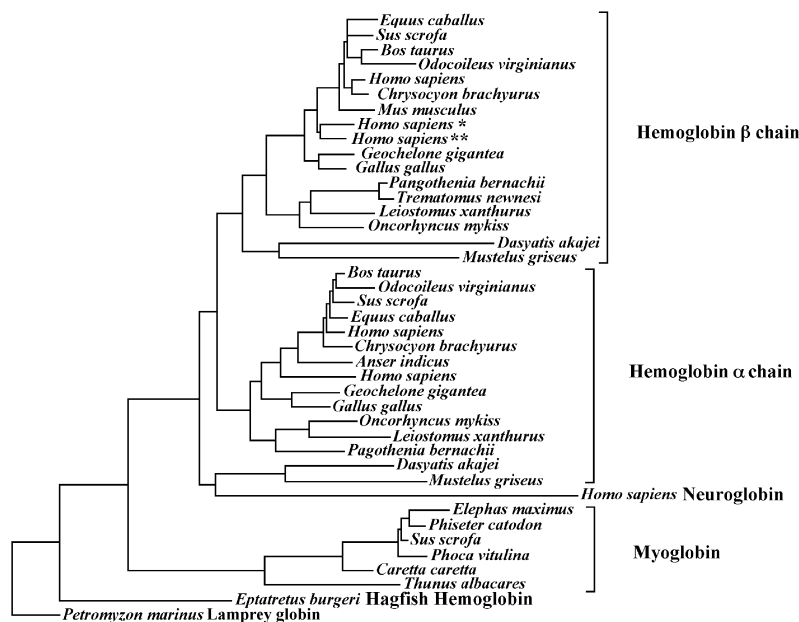 Equus caballus
Sus scrofa
Bos taurus
Odocoileus virginianus
Homo sapiens
Chrysocyon brachyurus
Mus musculus
Homo sapiens *
Homo sapiens**
Hemoglobin β chain
Geochelone gigantea
Gallus gallus
Pangothenia bernachii
Trematomus newnesi
Leiostomus xanthurus
Oncorhyncus mykiss
Dasyatis akajei
Mustelus griseus
Bos taurus
Odocoileus virginianus
Sus scrofa
Equus caballus
Homo sapiens
Chrysocyon brachyurus
Anser indicus
Hemoglobin α chain
Homo sapiens
Geochelone gigantea
Gallus gallus
Oncorhyncus mykiss
Leiostomus xanthurus
Pagothenia bernachii
Dasyatis akajei
Mustelus griseus
Homo sapiens Neuroglobin
Elephas maximus
Phiseter catodon
Sus scrofa
Phoca vitulina
Myoglobin
Caretta caretta
Thunus albacares
Eptatretus burgeri Hagfish Hemoglobin
Petromyzon marinus Lamprey globin